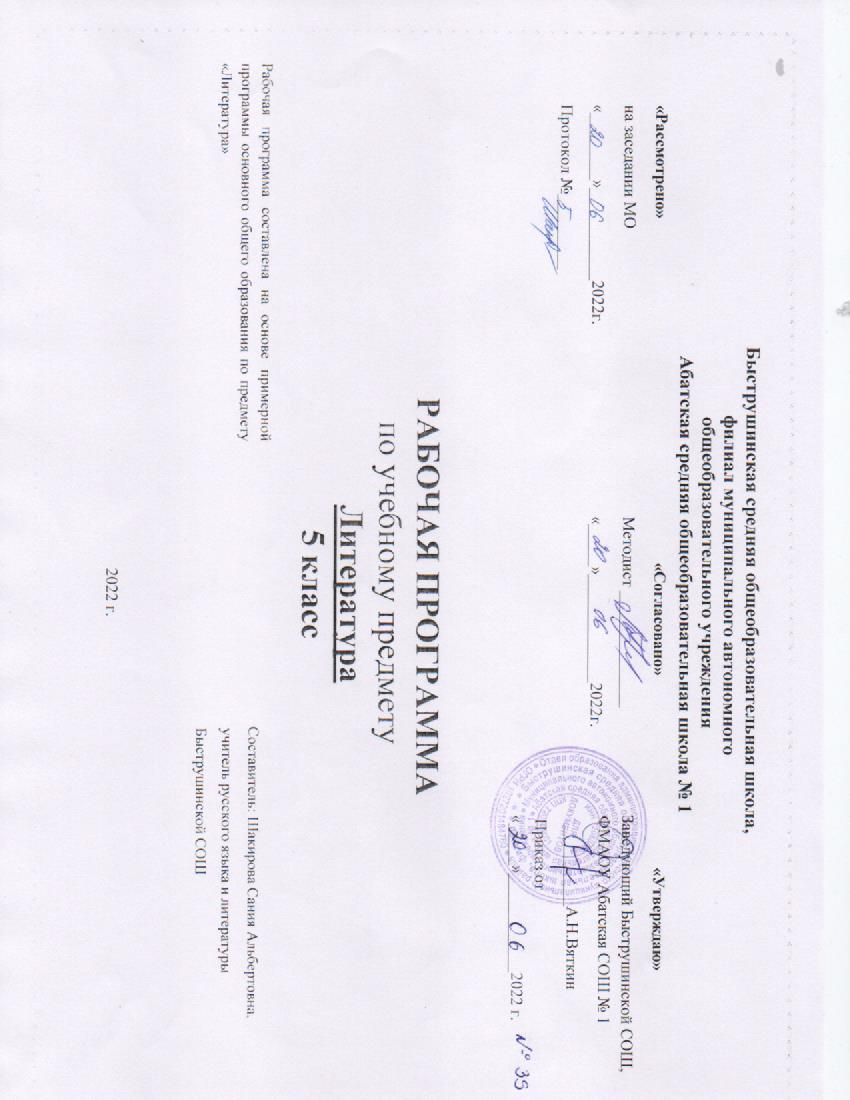 Быструшинская средняя общеобразовательная школа,
филиал муниципального автономного
общеобразовательного учреждения
Абатская средняя общеобразовательная школа № 1
«Рассмотрено»
на заседании МО
« 20 » 06 2022г.
Протокол № 5
«Согласовано»
Методист
« 20 » 06 2022г.
«Утверждаю»
Заведующий Быструшинской СОШ,
ФМАОУ Абатская СОШ № 1
А.Н.Вяткин
Приказ от
« 20 » 06 2022 г. № 35
РАБОЧАЯ ПРОГРАММА
по учебному предмету
Литература
5 класс
Рабочая программа составлена на основе примерной
программы основного общего образования по предмету
«Литература»
Составитель: Шакирова Сания Альбертовна,
учитель русского языка и литературы
Быструшинской СОШ
2022 г.